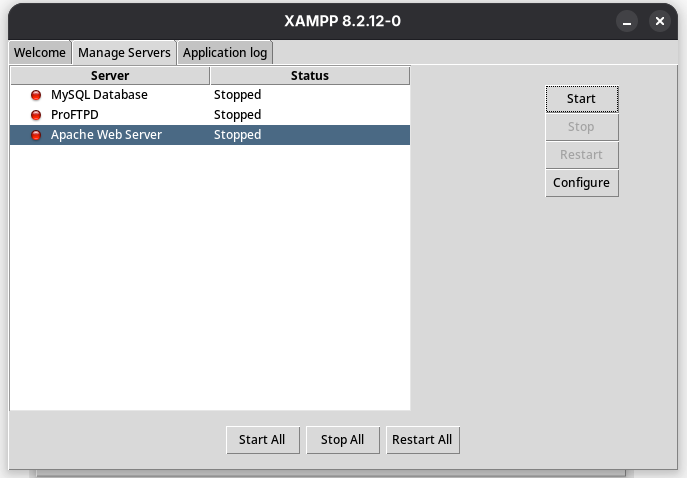 XAMPP 8.2.12-0
Welcome Manage Servers Application log
Server Status
MySQL Database Stopped
ProFTPD Stopped
Apache Web Server Stopped
Start
Stop
Restart
Configure
Start All Stop All Restart All